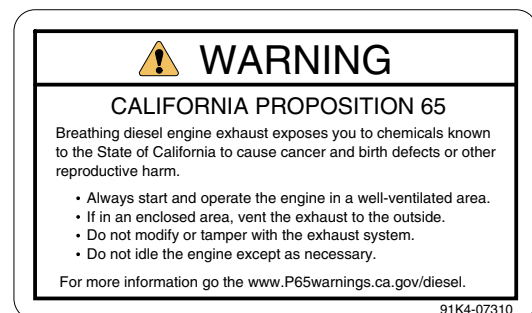 WARNING
CALIFORNIA PROPOSITION 65
Breathing diesel engine exhaust exposes you to chemicals known
to the State of California to cause cancer and birth defects or other
reproductive harm.
• Always start and operate the engine in a well-ventilated area.
• If in an enclosed area, vent the exhaust to the outside.
• Do not modify or tamper with the exhaust system.
• Do not idle the engine except as necessary.
For more information go the www.P65warnings.ca.gov/diesel.
91K4-07310